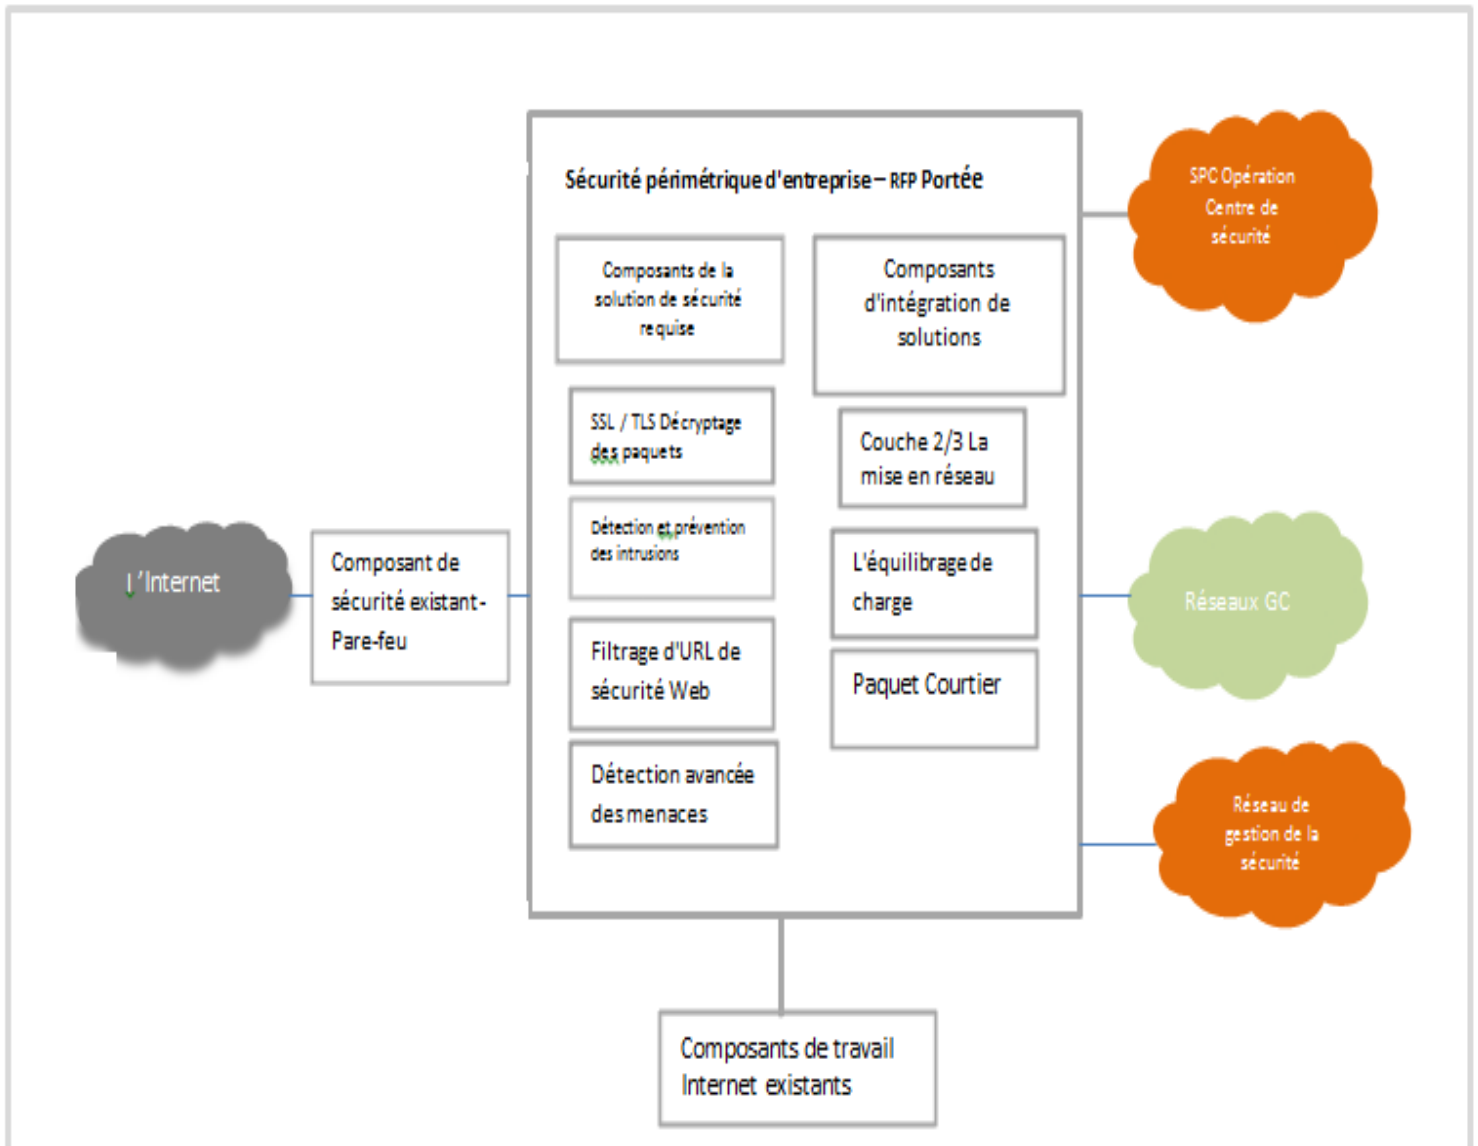 Sécurité périmétrique d'entreprise – RFP Portée
Composants de la
solution de sécurité
requise
SSL / TLS Décryptage
des paquets
Détection et prévention
des intrusions
Filtrage d'URL de
sécurité Web
Détection avancée
des menaces
Composants
d'intégration de
solutions
Couche 2/3 La
mise en réseau
L'équilibrage de
charge
Paquet Courtier
L'Internet
Composant de
sécurité existant-
Pare-feu
SPC Opération
Centre de
sécurité
Réseaux GC
Réseau de
gestion de la
sécurité
Composants de travail
Internet existants